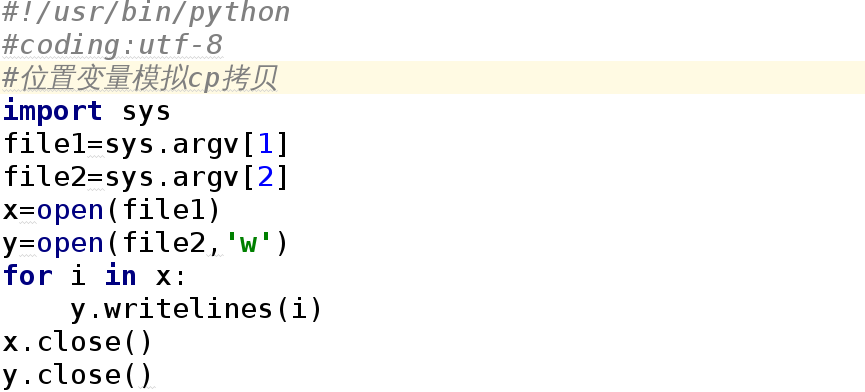 #!/usr/bin/python
#coding:utf-8
#位置变量模拟cp拷贝
import sys
file1=sys.argv[1]
file2=sys.argv[2]
x=open(file1)
y=open(file2,'w')
for i in x:
    y.writelines(i)
x.close()
y.close()